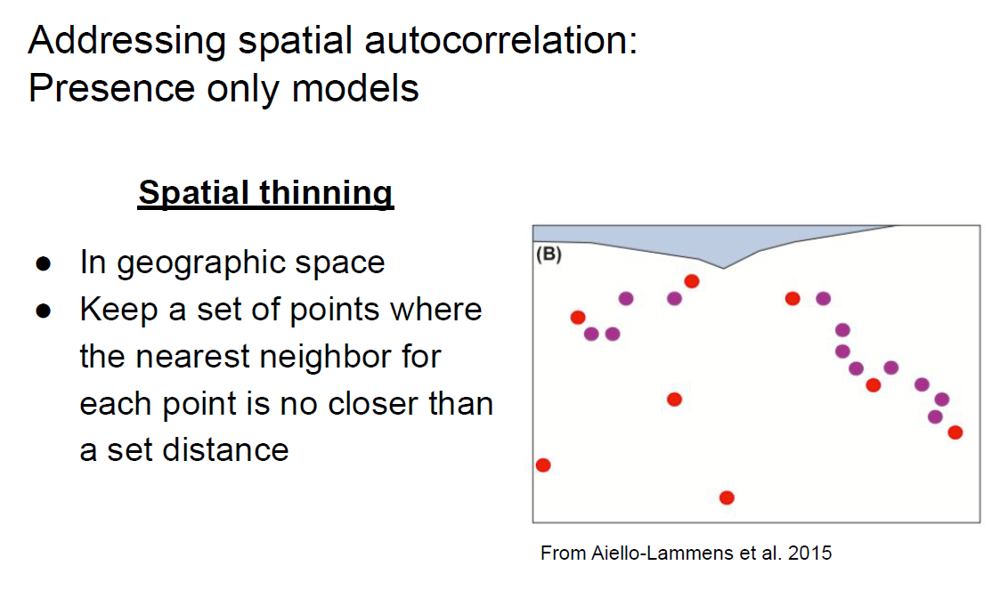 Addressing spatial autocorrelation:
Presence only models
Spatial thinning
● In geographic space
● Keep a set of points where
the nearest neighbor for
each point is no closer than
a set distance
(B)
From Aiello-Lammens et al. 2015